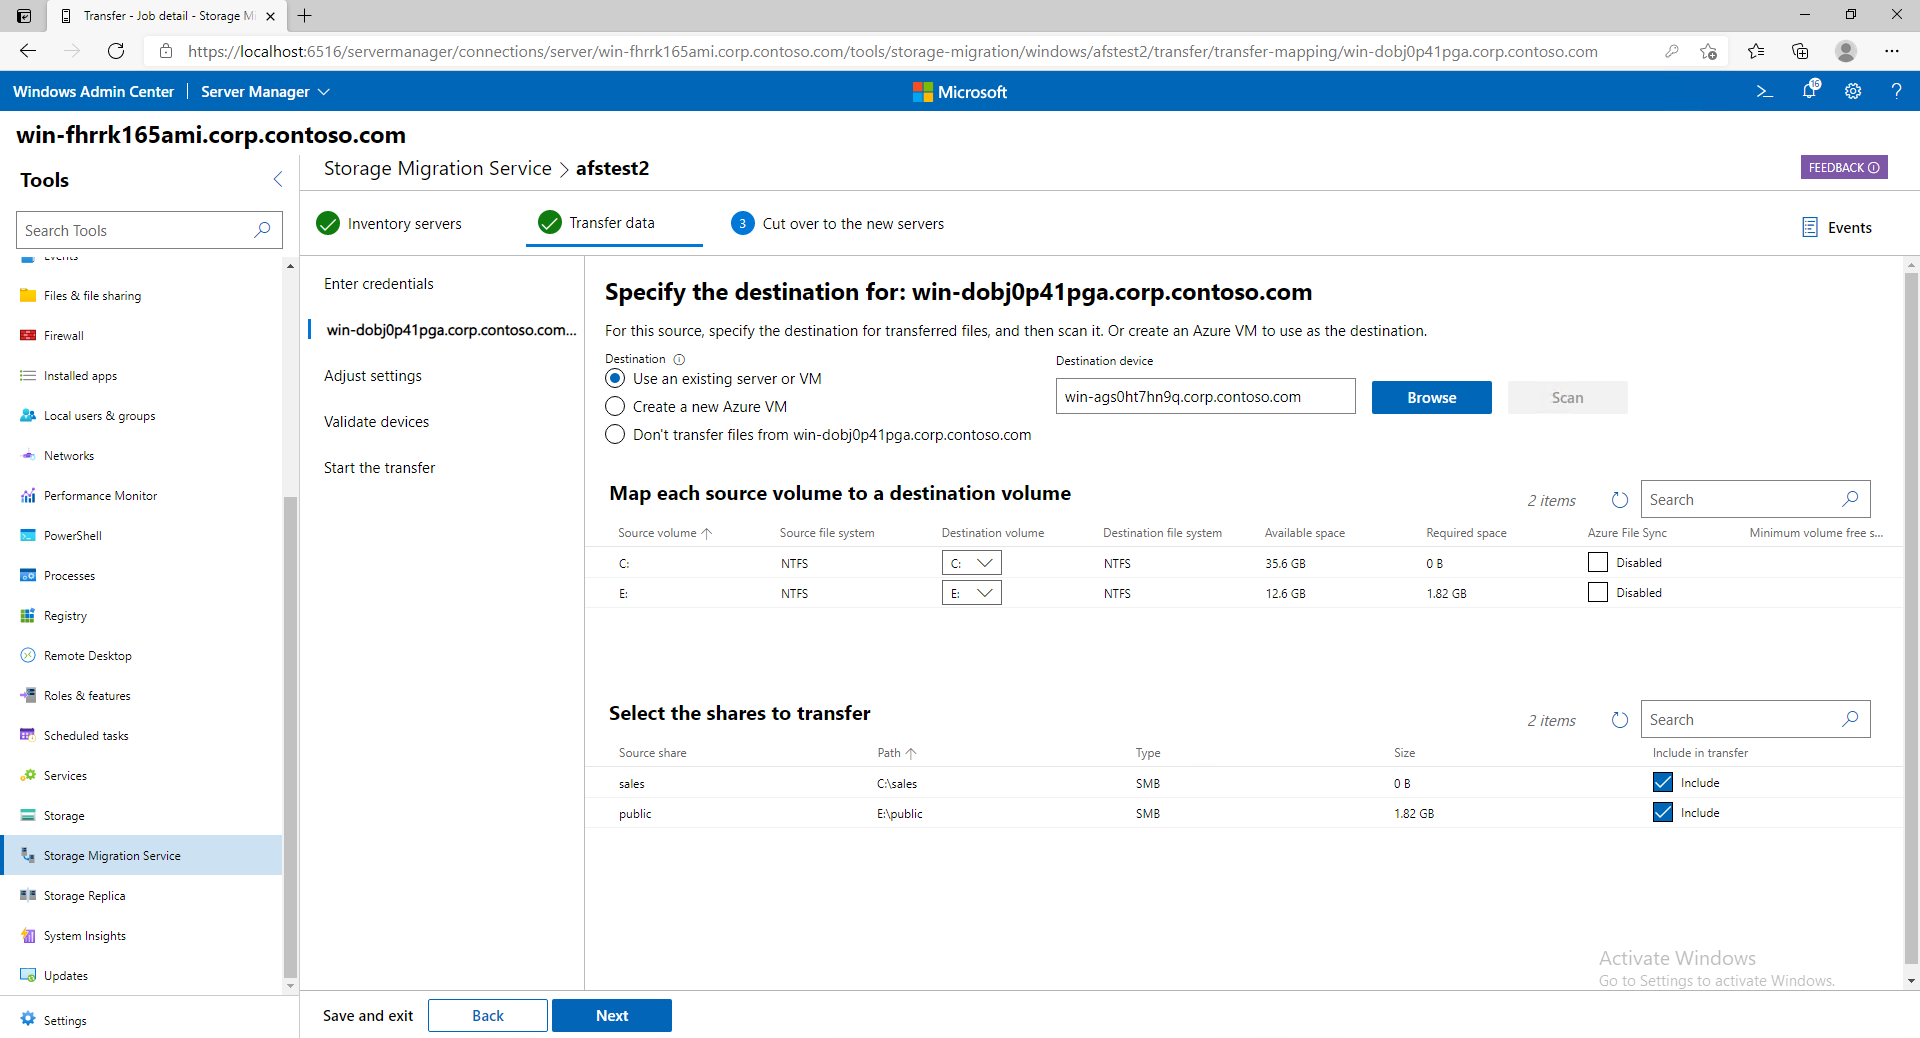 Transfer - Job detail - Storage Mi
https://localhost:6516/servermanager/connections/server/win-fhrrk165ami.corp.contoso.com/tools/storage-migration/windows/afstest2/transfer/transfer-mapping/win-dobj0p41pga.corp.contoso.com
Windows Admin Center | Server Manager
Microsoft
16
win-fhrrk165ami.corp.contoso.com
Tools
Search Tools
Events
Files & file sharing
Firewall
Installed apps
Local users & groups
Networks
Performance Monitor
PowerShell
Processes
Registry
Remote Desktop
Roles & features
Scheduled tasks
Services
Storage
Storage Migration Service
Storage Replica
System Insights
Updates
Settings
Storage Migration Service > afstest2
FEEDBACK
Inventory servers
Transfer data
3 Cut over to the new servers
Events
Enter credentials
win-dobj0p41pga.corp.contoso.com...
Adjust settings
Validate devices
Start the transfer
Specify the destination for: win-dobj0p41pga.corp.contoso.com
For this source, specify the destination for transferred files, and then scan it. Or create an Azure VM to use as the destination.
Destination
Use an existing server or VM
Create a new Azure VM
Don't transfer files from win-dobj0p41pga.corp.contoso.com
Destination device
win-ags0ht7hn9q.corp.contoso.com
Browse
Scan
Map each source volume to a destination volume
2 items
Search
Source volume Source file system Destination volume Destination file system Available space Required space Azure File Sync Minimum volume free s...
C: NTFS C: NTFS 35.6 GB 0 B Disabled
E: NTFS E: NTFS 12.6 GB 1.82 GB Disabled
Select the shares to transfer
2 items
Search
Source share Path Type Size Include in transfer
sales C:\sales SMB 0 B Include
public E:\public SMB 1.82 GB Include
Activate Windows
Go to Settings to activate Windows.
Save and exit
Back
Next